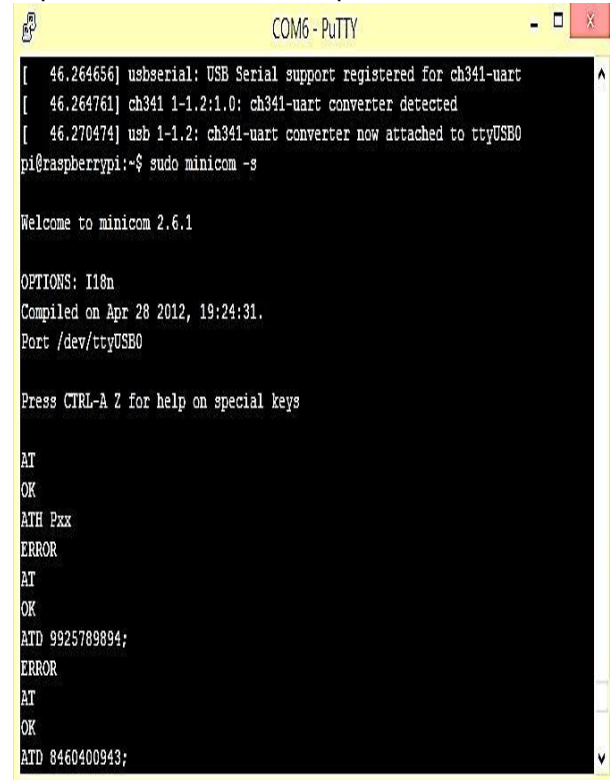 COM6 - PuTTY
[   46.264656] usbserial: USB Serial support registered for ch341-uart
[   46.264761] ch341 1-1.2:1.0: ch341-uart converter detected
[   46.270474] usb 1-1.2: ch341-uart converter now attached to ttyUSB0
pi@raspberrypi:~$ sudo minicom -s
Welcome to minicom 2.6.1
OPTIONS: I18n
Compiled on Apr 28 2012, 19:24:31.
Port /dev/ttyUSB0
Press CTRL-A Z for help on special keys
AT
OK
ATH Pxx
ERROR
AT
OK
ATD 9925789894;
ERROR
AT
OK
ATD 8460400943;